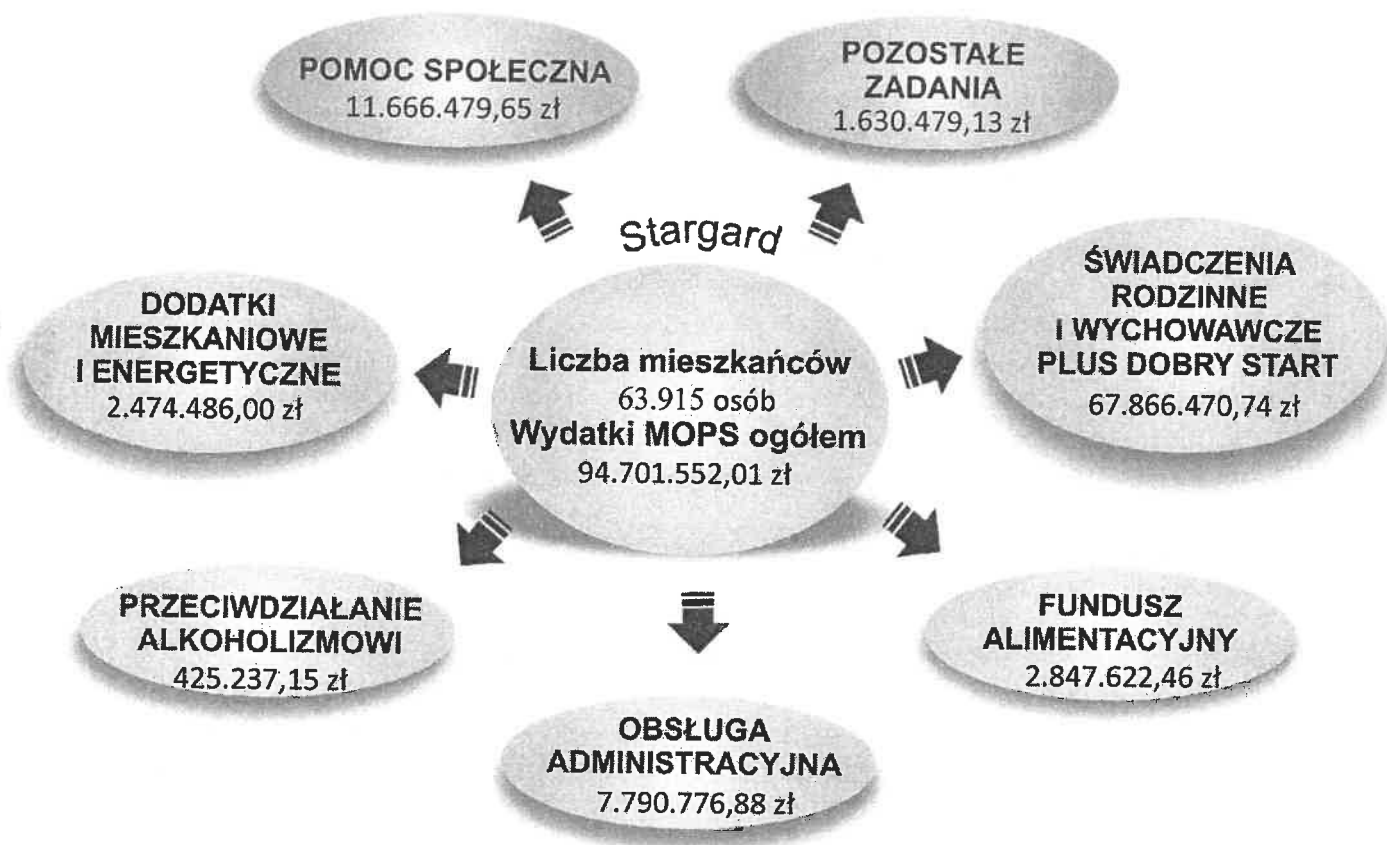 POMOC SPOŁECZNA
11.666.479,65 zł
POZOSTAŁE
ZADANIA
1.630.479,13 zł
Stargard
DODATKI
MIESZKANIOWE
I ENERGETYCZNE
2.474.486,00 zł
Liczba mieszkańców
63.915 osób
Wydatki MOPS ogółem
94.701.552,01 zł
ŚWIADCZENIA
RODZINNE
I WYCHOWAWCZE
PLUS DOBRY START
67.866.470,74 zł
PRZECIWDZIAŁANIE
ALKOHOLIZMOWI
425.237,15 zł
OBSŁUGA
ADMINISTRACYJNA
7.790.776,88 zł
FUNDUSZ
ALIMENTACYJNY
2.847.622,46 zł